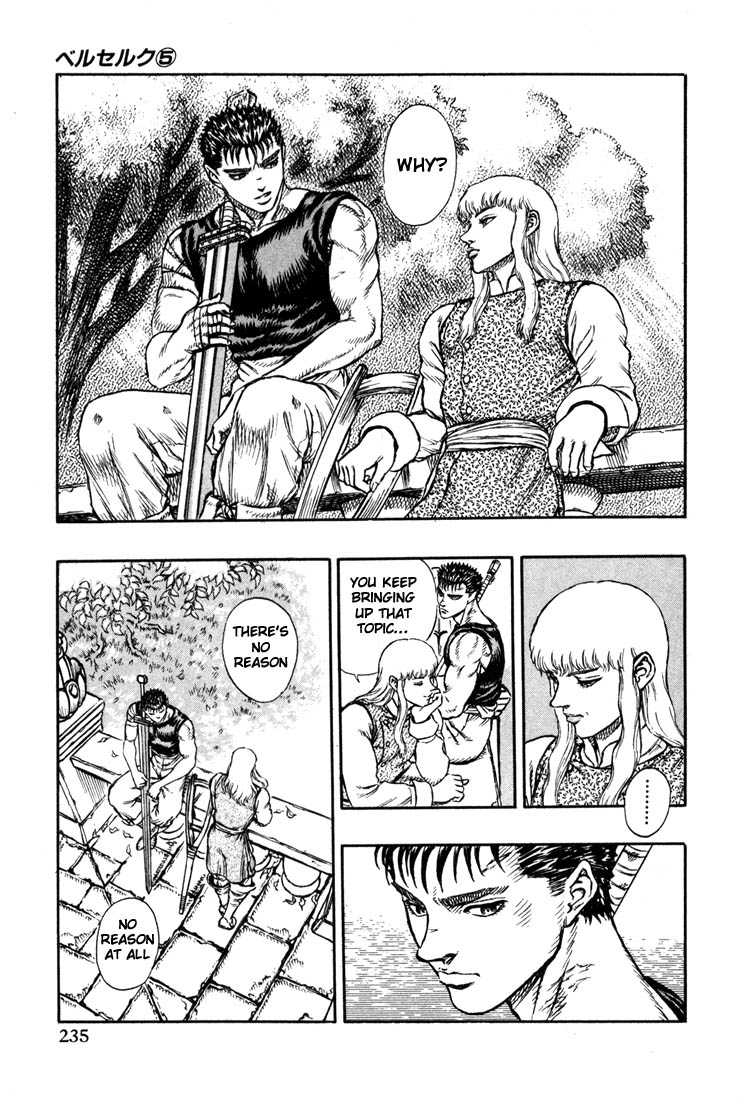 ベルセルク⑤
WHY?
YOU KEEP
BRINGING
UP THAT
TOPIC...
THERE'S
NO
REASON
NO
REASON
AT ALL
235